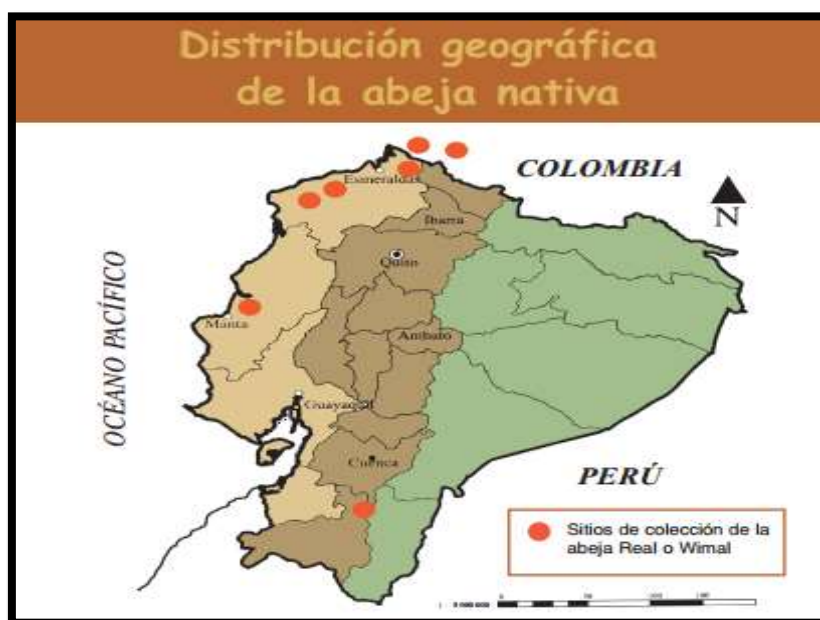 Distribución geográfica
de la abeja nativa
COLOMBIA
N
Esmeraldas
Ibarra
Quito
OCÉANO PACÍFICO
Manta
Ambato
Guayaquil
Cuenca
PERÚ
Sitios de colección de la
abeja Real o Wimal